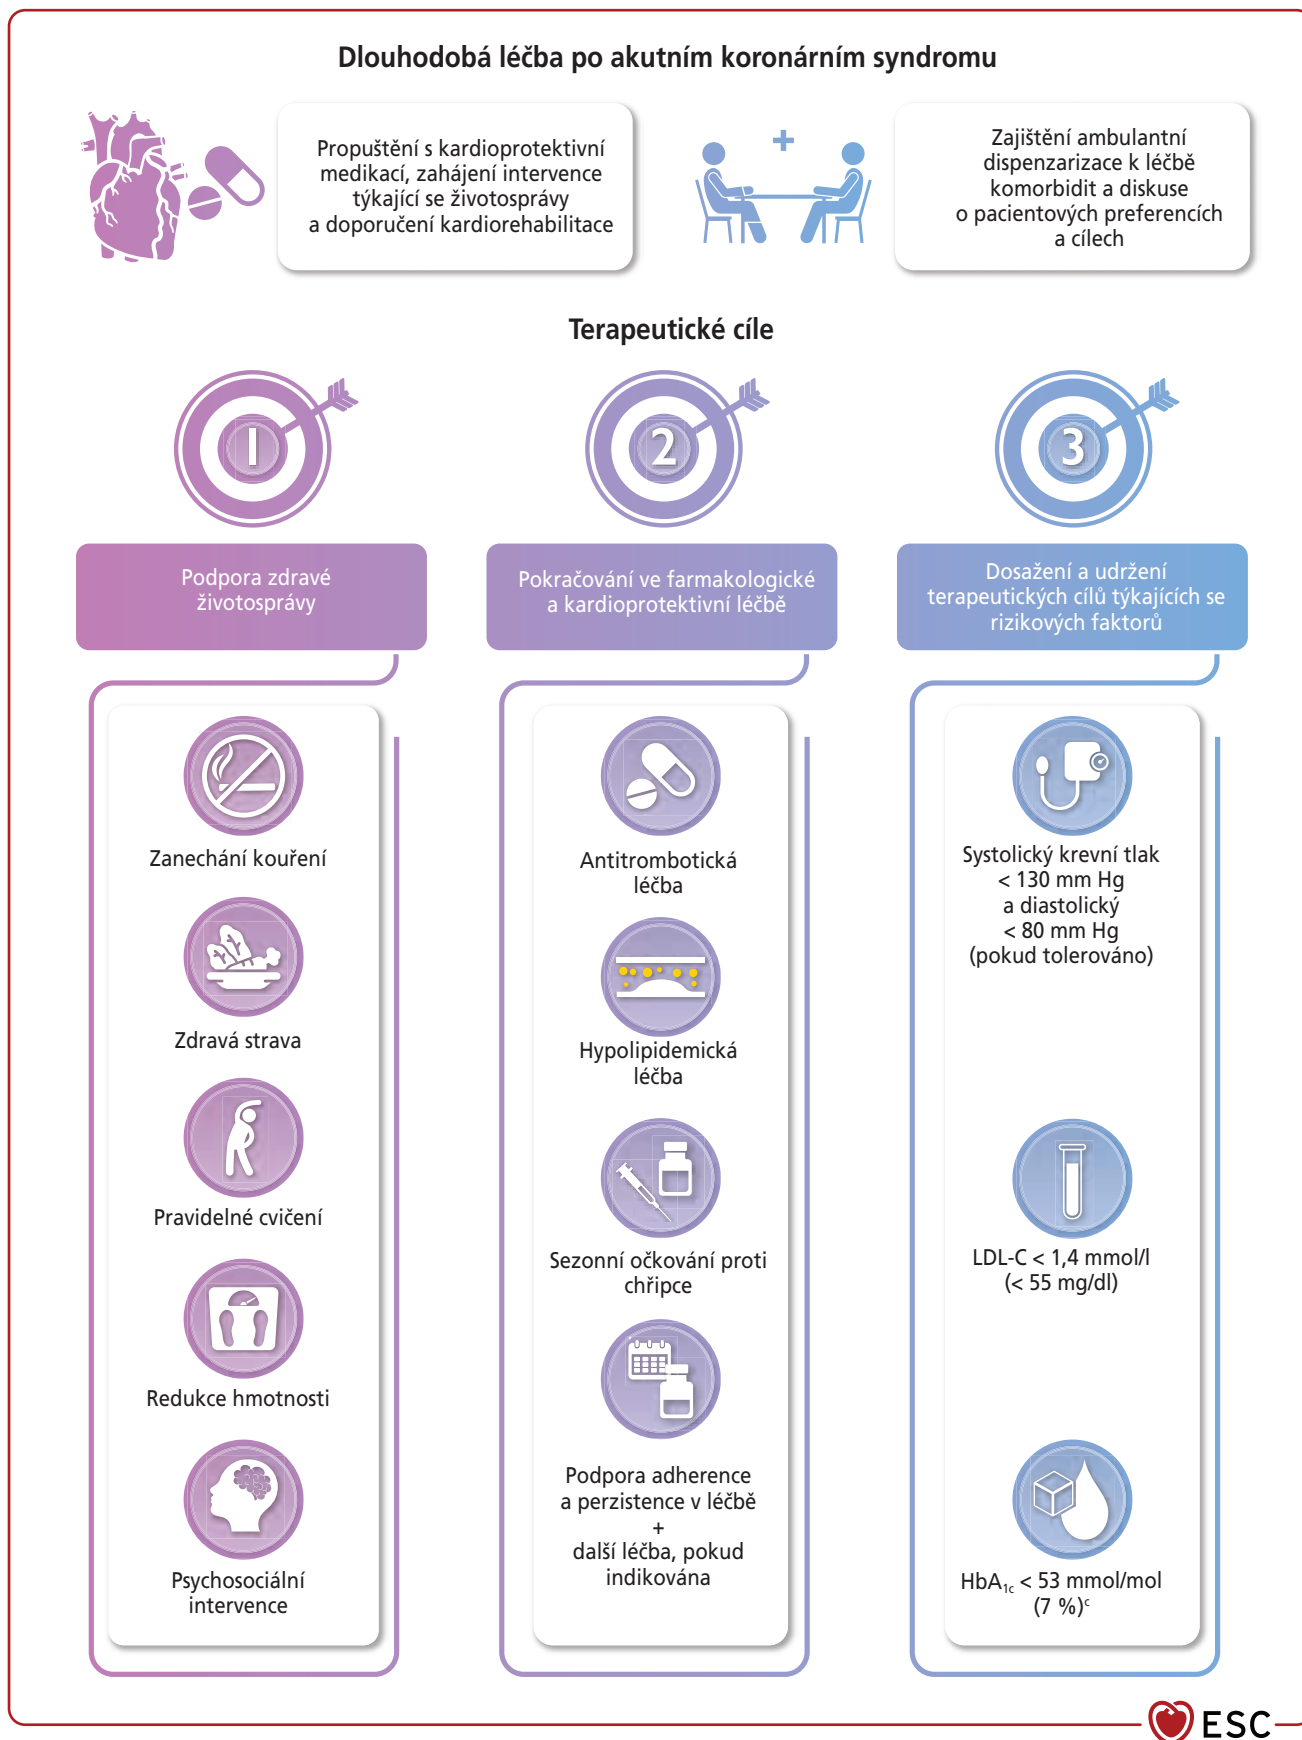 Dlouhodobá léčba po akutním koronárním syndromu
Propuštění s kardioprotektivní
medikací, zahájení intervence
týkající se životosprávy
a doporučení kardiorehabilitace
Zajištění ambulantní
dispenzarizace k léčbě
komorbidit a diskuse
o pacientových preferencích
a cílech
Terapeutické cíle
1
Podpora zdravé
životosprávy
Zanechání kouření
Zdravá strava
Pravidelné cvičení
Redukce hmotnosti
Psychosociální
intervence
2
Pokračování ve farmakologické
a kardioprotektivní léčbě
Antitrombotická
léčba
Hypolipidemická
léčba
Sezonní očkování proti
chřipce
Podpora adherence
a perzistence v léčbě
+
další léčba, pokud
indikována
3
Dosažení a udržení
terapeutických cílů týkajících se
rizikových faktorů
Systolický krevní tlak
< 130 mm Hg
a diastolický
< 80 mm Hg
(pokud tolerováno)
LDL-C < 1,4 mmol/l
(< 55 mg/dl)
HbA₁c < 53 mmol/mol
(7 %)ᶜ
ESC